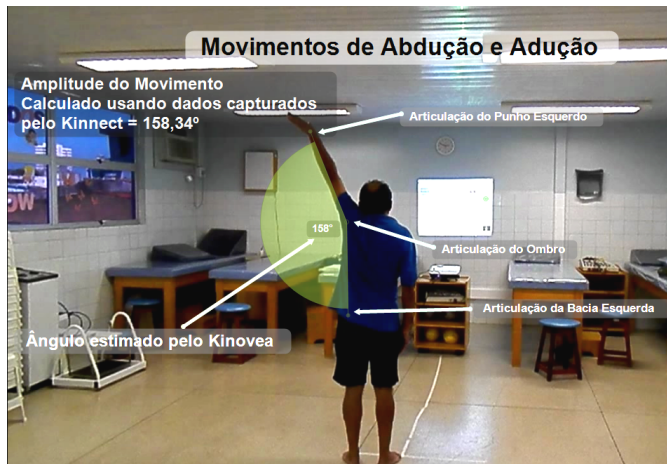 Movimentos de Abdução e Adução
Amplitude do Movimento
Calculado usando dados capturados
pelo Kinnect = 158,34º
Articulação do Punho Esquerdo
158°
Articulação do Ombro
Articulação da Bacia Esquerda
Ângulo estimado pelo Kinovea